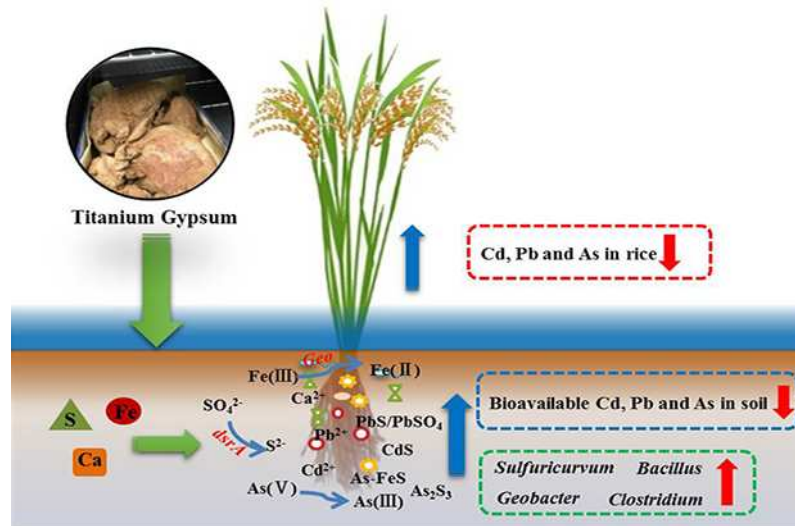 Titanium Gypsum
Cd, Pb and As in rice
Geo
Fe(III) Fe(II)
S Fe Ca
Ca²⁺
SO₄²⁻
PbS/PbSO₄
dsrA
S²⁻
Pb²⁺
CdS
Cd²⁺
As-FeS
As(V) As(III) As₂S₃
Bioavailable Cd, Pb and As in soil
Sulfuricurvum Bacillus
Geobacter Clostridium